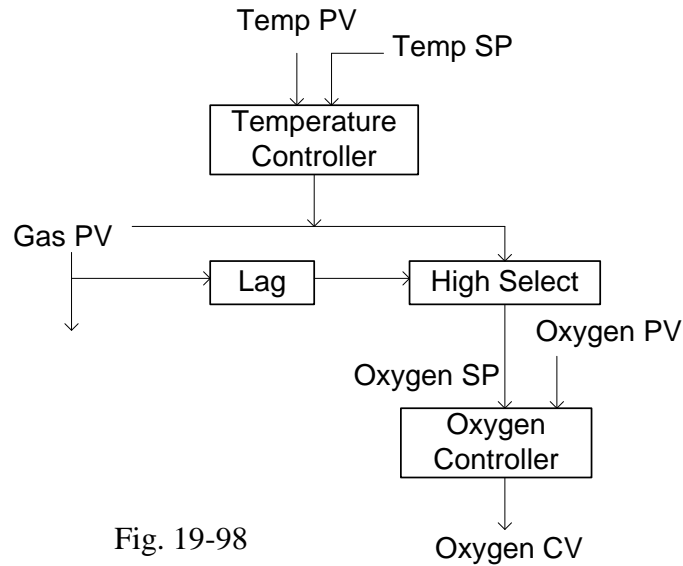 Temp PV
Temp SP
Temperature
Controller
Gas PV
Lag
High Select
Oxygen PV
Oxygen SP
Oxygen
Controller
Fig. 19-98
Oxygen CV